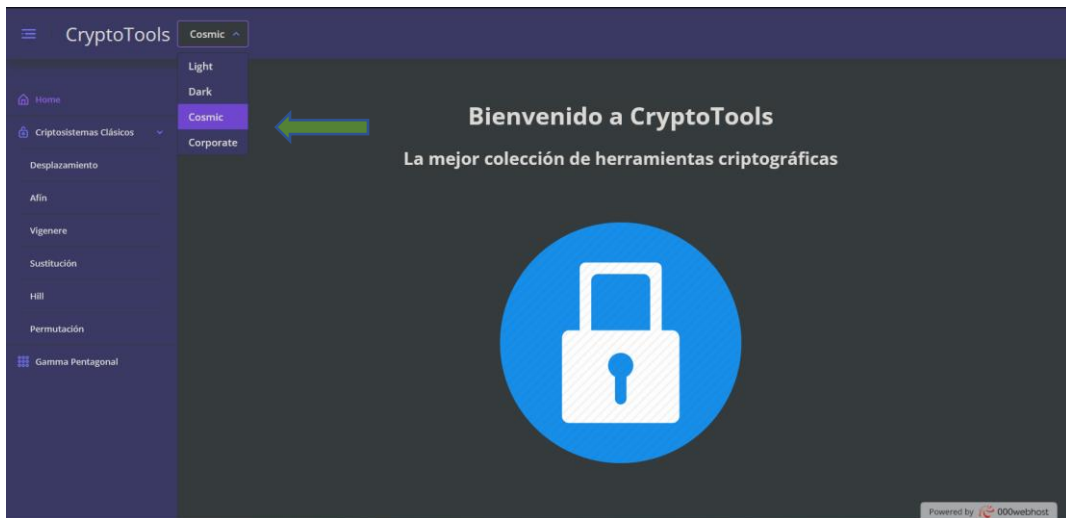 CryptoTools
Cosmic
Light
Dark
Cosmic
Corporate
Home
Criptosistemas Clásicos
Desplazamiento
Afín
Vigenere
Sustitución
Hill
Permutación
Gamma Pentagonal
Bienvenido a CryptoTools
La mejor colección de herramientas criptográficas
Powered by 000webhost